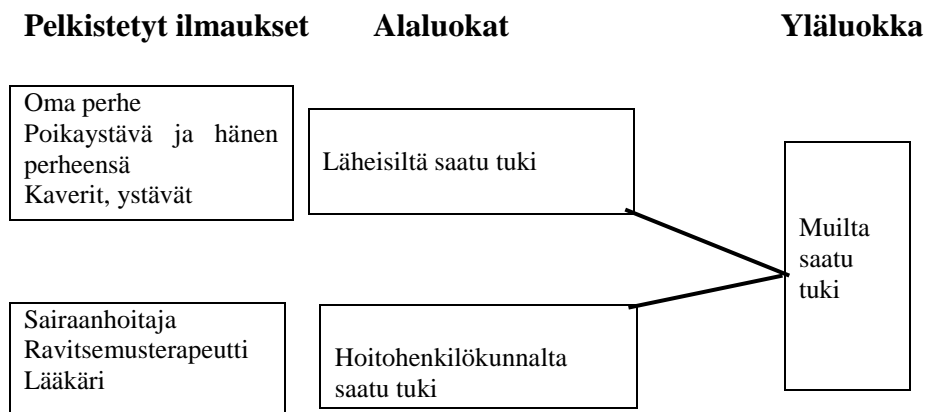 Pelkistetyt ilmaukset Alaluokat Yläluokka
Oma perhe
Poikaystävä ja hänen
perheensä
Kaverit, ystävät
Läheisiltä saatu tuki
Muilta
saatu
tuki
Sairaanhoitaja
Ravitsemusterapeutti
Lääkäri
Hoitohenkilökunnalta
saatu tuki